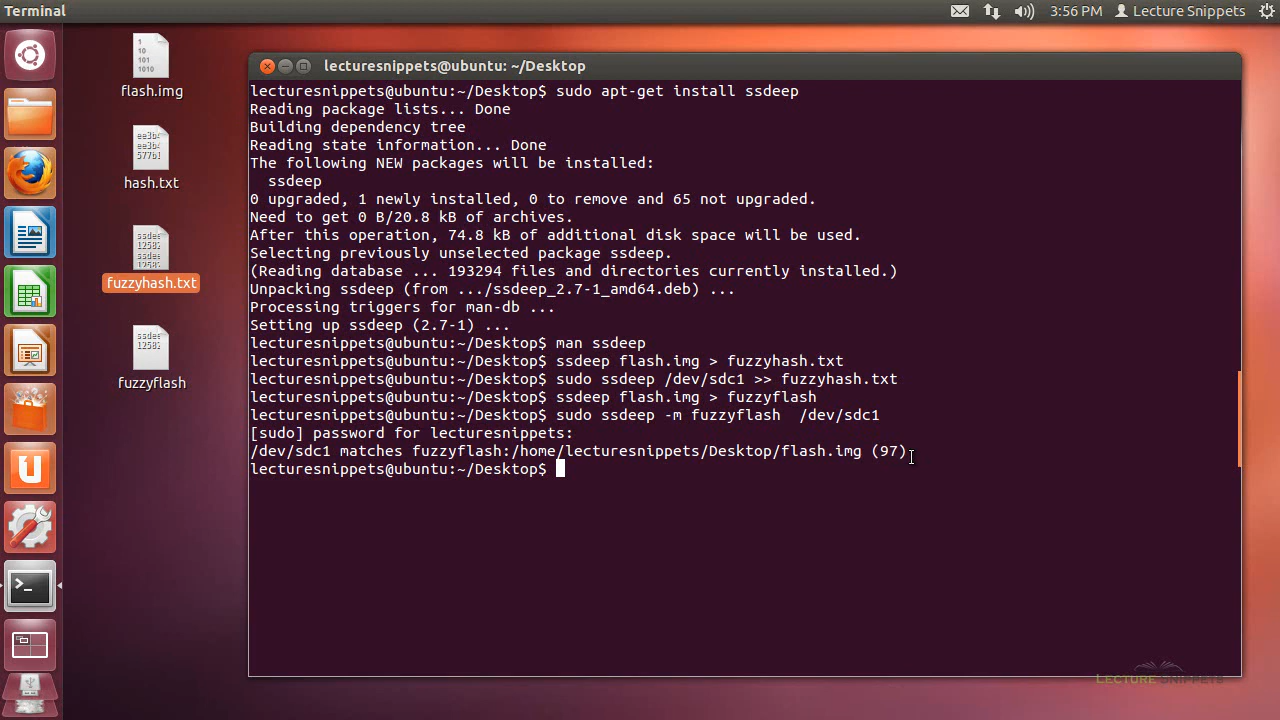 Terminal
3:56 PM
Lecture Snippets
flash.img
hash.txt
fuzzyhash.txt
fuzzyflash
lecturesnippets@ubuntu: ~/Desktop
lecturesnippets@ubuntu:~/Desktop$ sudo apt-get install ssdeep
Reading package lists... Done
Building dependency tree
Reading state information... Done
The following NEW packages will be installed:
  ssdeep
0 upgraded, 1 newly installed, 0 to remove and 65 not upgraded.
Need to get 0 B/20.8 kB of archives.
After this operation, 74.8 kB of additional disk space will be used.
Selecting previously unselected package ssdeep.
(Reading database ... 193294 files and directories currently installed.)
Unpacking ssdeep (from .../ssdeep_2.7-1_amd64.deb) ...
Processing triggers for man-db ...
Setting up ssdeep (2.7-1) ...
lecturesnippets@ubuntu:~/Desktop$ man ssdeep
lecturesnippets@ubuntu:~/Desktop$ ssdeep flash.img > fuzzyhash.txt
lecturesnippets@ubuntu:~/Desktop$ sudo ssdeep /dev/sdc1 >> fuzzyhash.txt
lecturesnippets@ubuntu:~/Desktop$ ssdeep flash.img > fuzzyflash
lecturesnippets@ubuntu:~/Desktop$ sudo ssdeep -m fuzzyflash  /dev/sdc1
[sudo] password for lecturesnippets:
/dev/sdc1 matches fuzzyflash:/home/lecturesnippets/Desktop/flash.img (97)
lecturesnippets@ubuntu:~/Desktop$
LECTURE SNIPPETS